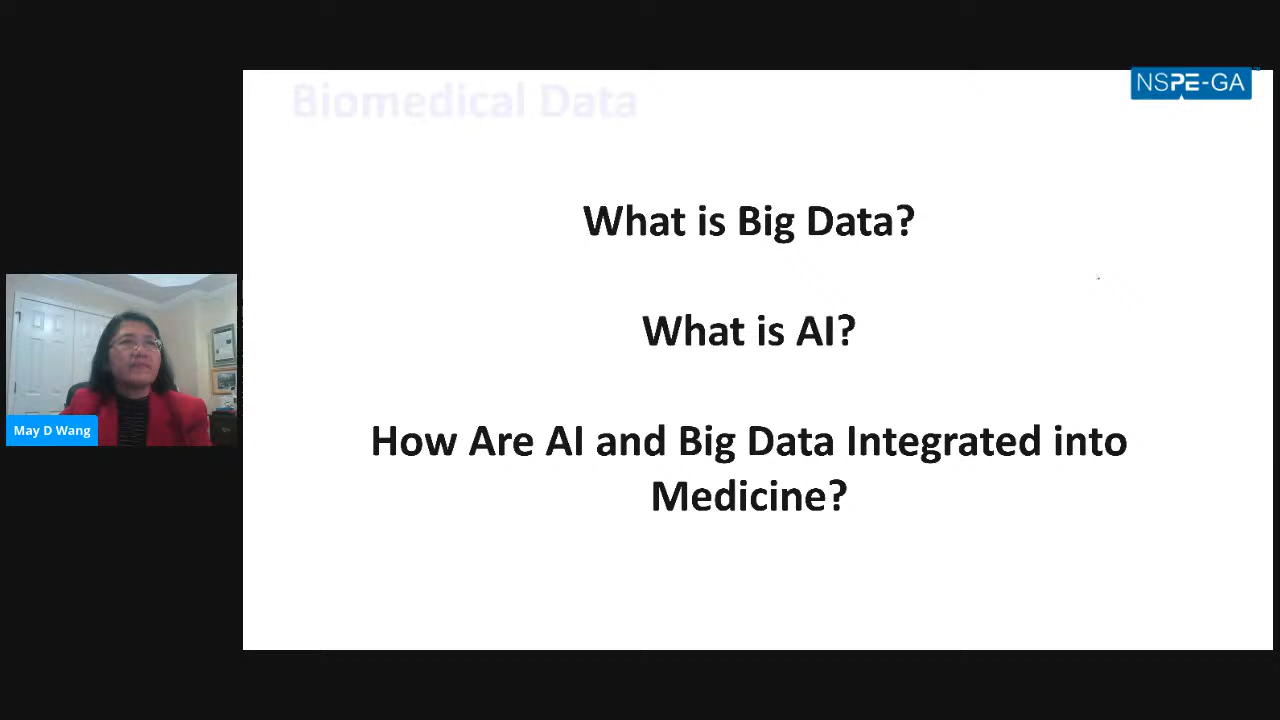 Biomedical Data
NSPE-GA
What is Big Data?
What is AI?
How Are AI and Big Data Integrated into
Medicine?
May D Wang